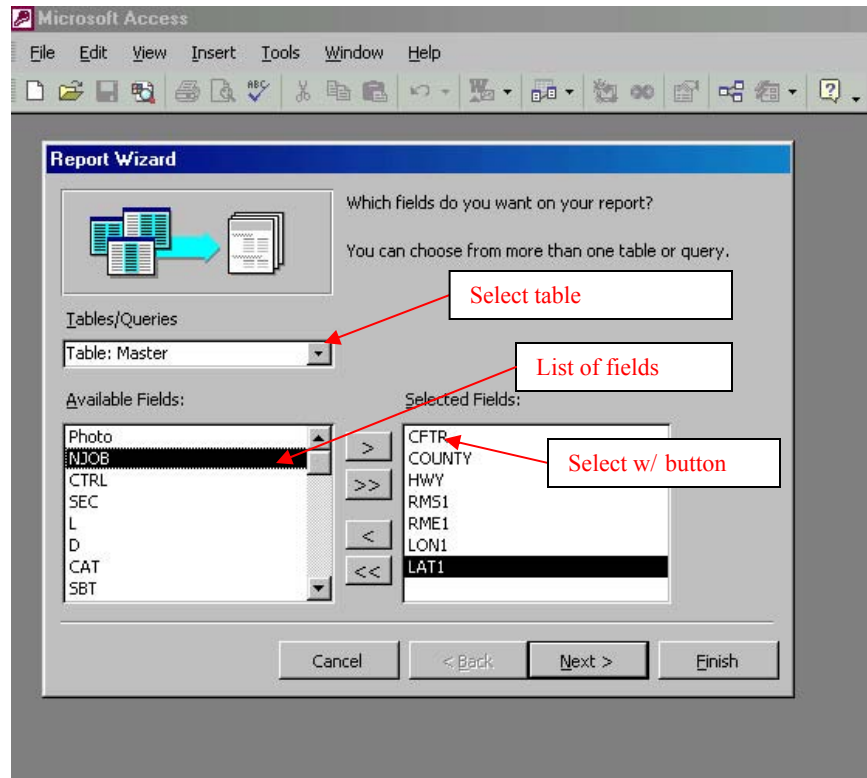 Microsoft Access
File Edit View Insert Tools Window Help
Report Wizard
Which fields do you want on your report?
You can choose from more than one table or query.
Select table
Tables/Queries
Table: Master
List of fields
Available Fields:
Selected Fields:
Photo
NJOB
CTRL
SEC
L
D
CAT
SBT
>
>>
<
<<
CFTR
COUNTY
HWY
RMS1
RME1
LON1
LAT1
Select w/ button
Cancel < Back Next > Finish